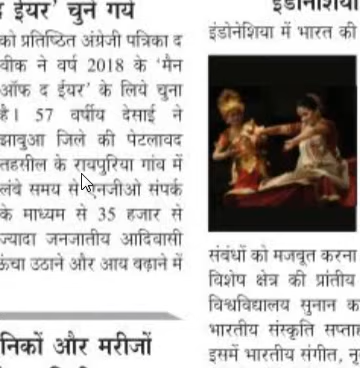 ईयर' चुने गये
को प्रतिष्ठित अंग्रेजी पत्रिका द
वीक ने वर्ष 2018 के 'मैन
ऑफ द ईयर' के लिये चुना
है। 57 वर्षीय देसाई ने
झाबुआ जिले की पेटलावद
तहसील के रायपुरिया गांव में
लंबे समय से एनजीओ संपर्क
के माध्यम से 35 हजार से
ज्यादा जनजातीय आदिवासी
ऊंचा उठाने और आय बढ़ाने में
निकों और मरीजों
इंडोनेशिया में भारत की
संबंधों को मजबूत करना
विशेष क्षेत्र की प्रांतीय
विश्वविद्यालय सुनान क
भारतीय संस्कृति सप्ता
इसमें भारतीय संगीत, नृ